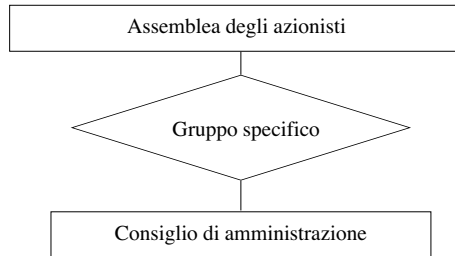 Assemblea degli azionisti
Gruppo specifico
Consiglio di amministrazione